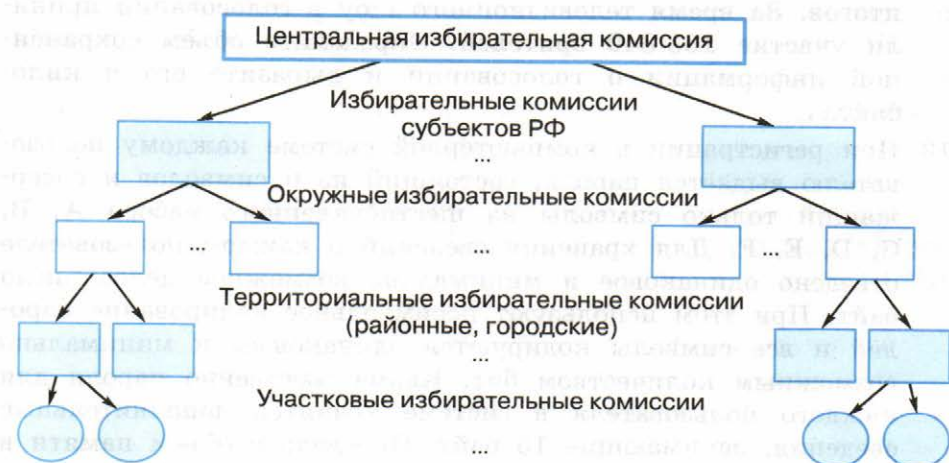 Центральная избирательная комиссия
Избирательные комиссии
субъектов РФ
...
Окружные избирательные комиссии
...
...
...
Территориальные избирательные комиссии
(районные, городские)
Участковые избирательные комиссии
...